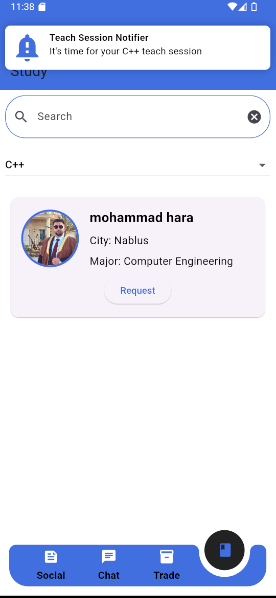 11:38
Teach Session Notifier
It's time for your C++ teach session
Study
Search
C++
mohammad hara
City: Nablus
Major: Computer Engineering
Request
Social Chat Trade